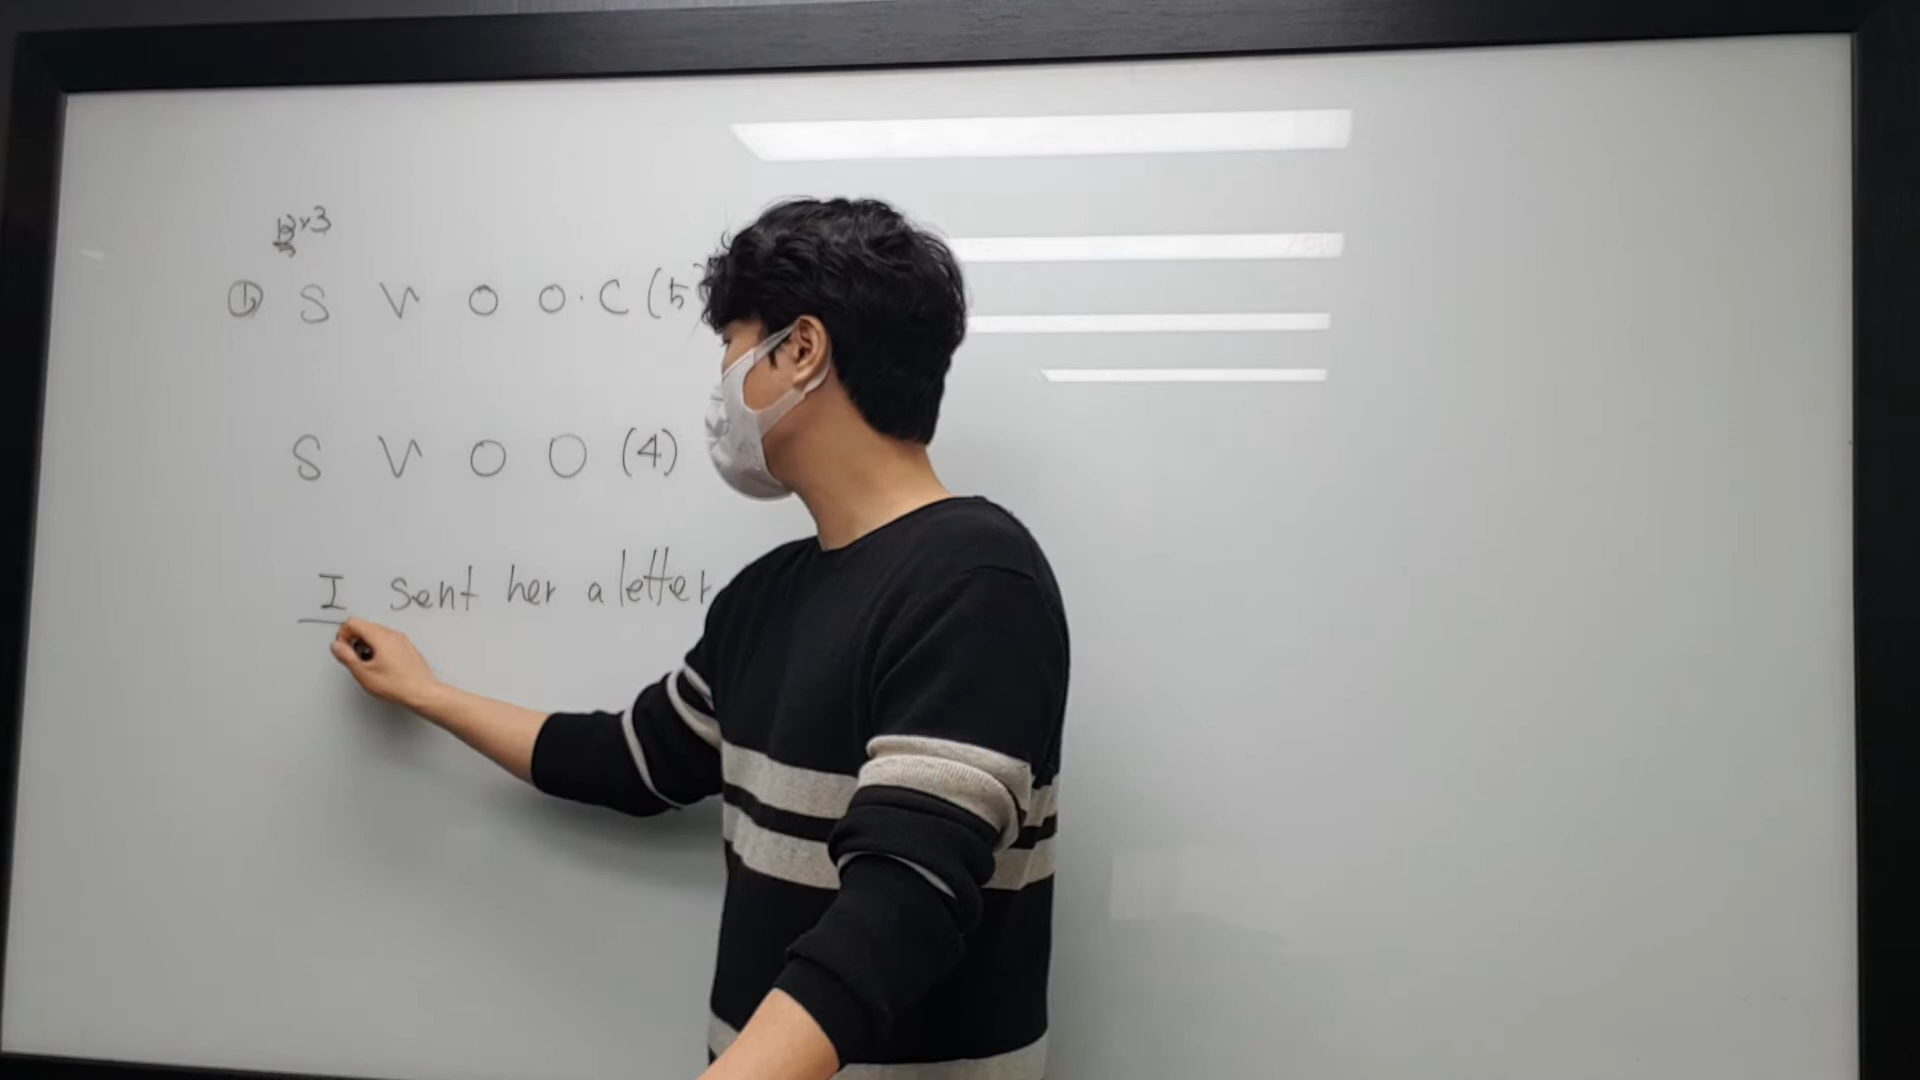 ① S V O O.C (5
S V O O (4)
I sent her a letter